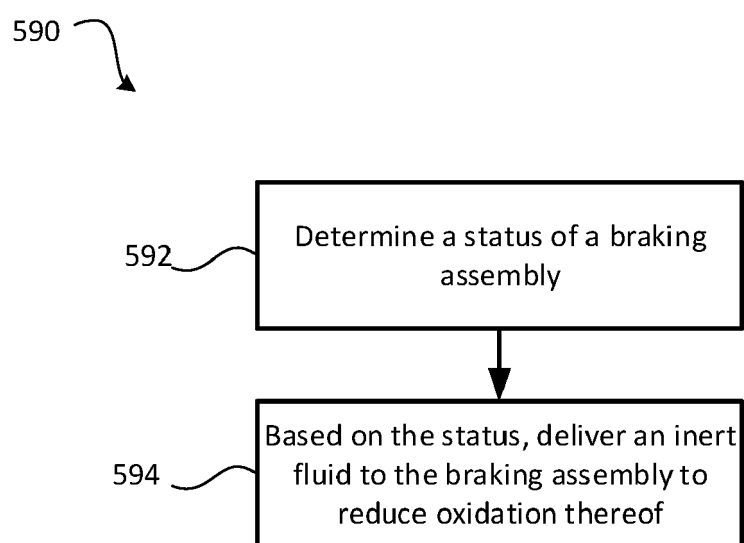 590
592
Determine a status of a braking
assembly
594
Based on the status, deliver an inert
fluid to the braking assembly to
reduce oxidation thereof